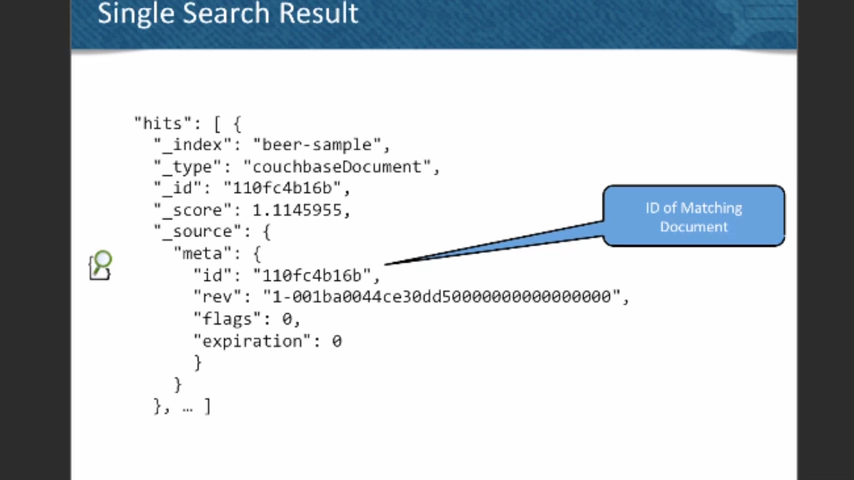 Single Search Result
"hits": [ {
"_index": "beer-sample",
"_type": "couchbaseDocument",
"_id": "110fc4b16b",
"_score": 1.1145955,
"_source": {
"meta": {
"id": "110fc4b16b",
"rev": "1-001ba0044ce30dd50000000000000000",
"flags": 0,
"expiration": 0
}
}
}, … ]
ID of Matching
Document